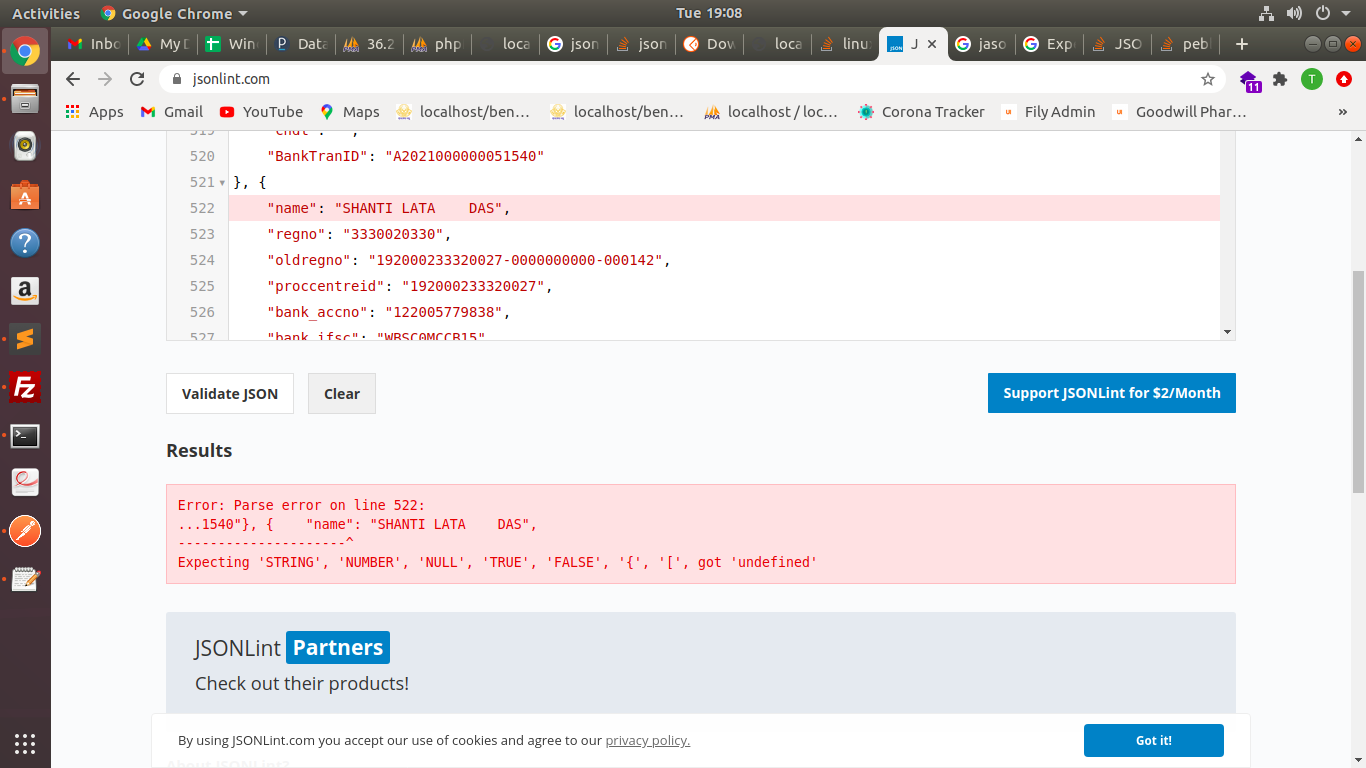 Activities
Google Chrome
Tue 19:08
Inbo
My D
Win
Data
36.2
php
loca
json
json
Dow
loca
linu
J
jaso
Exp
JSO
peb
jsonlint.com
11
T
Apps
Gmail
YouTube
Maps
localhost/ben...
localhost/ben...
localhost / loc...
Corona Tracker
Fily Admin
Goodwill Phar...
»
520 "BankTranID": "A2021000000051540"
521 }, {
522 "name": "SHANTI LATA    DAS",
523 "regno": "3330020330",
524 "oldregno": "192000233320027-0000000000-000142",
525 "proccentreid": "192000233320027",
526 "bank_accno": "122005779838",
527 "bank_ifsc": "WBSC0MCCB15"
Validate JSON
Clear
Support JSONLint for $2/Month
Results
Error: Parse error on line 522:
...1540"}, {    "name": "SHANTI LATA    DAS",
---------------------^
Expecting 'STRING', 'NUMBER', 'NULL', 'TRUE', 'FALSE', '{', '[', got 'undefined'
JSONLint Partners
Check out their products!
By using JSONLint.com you accept our use of cookies and agree to our privacy policy.
Got it!